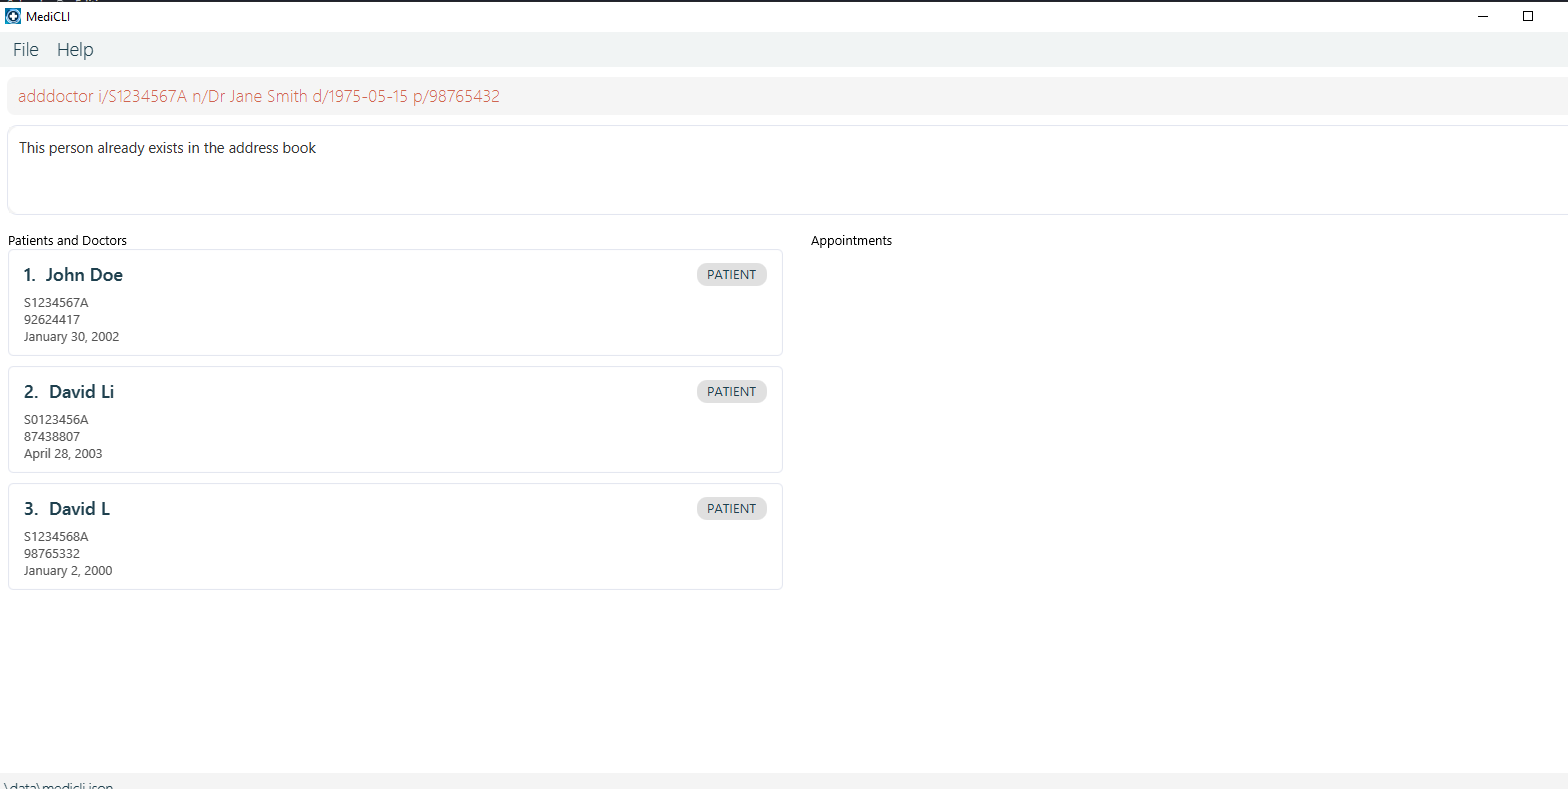 MediCLI
File Help
adddoctor i/S1234567A n/Dr Jane Smith d/1975-05-15 p/98765432
This person already exists in the address book
Patients and Doctors
Appointments
1. John Doe
PATIENT
S1234567A
92624417
January 30, 2002
2. David Li
PATIENT
S0123456A
87438807
April 28, 2003
3. David L
PATIENT
S1234568A
98765332
January 2, 2000
\data\medicli.json